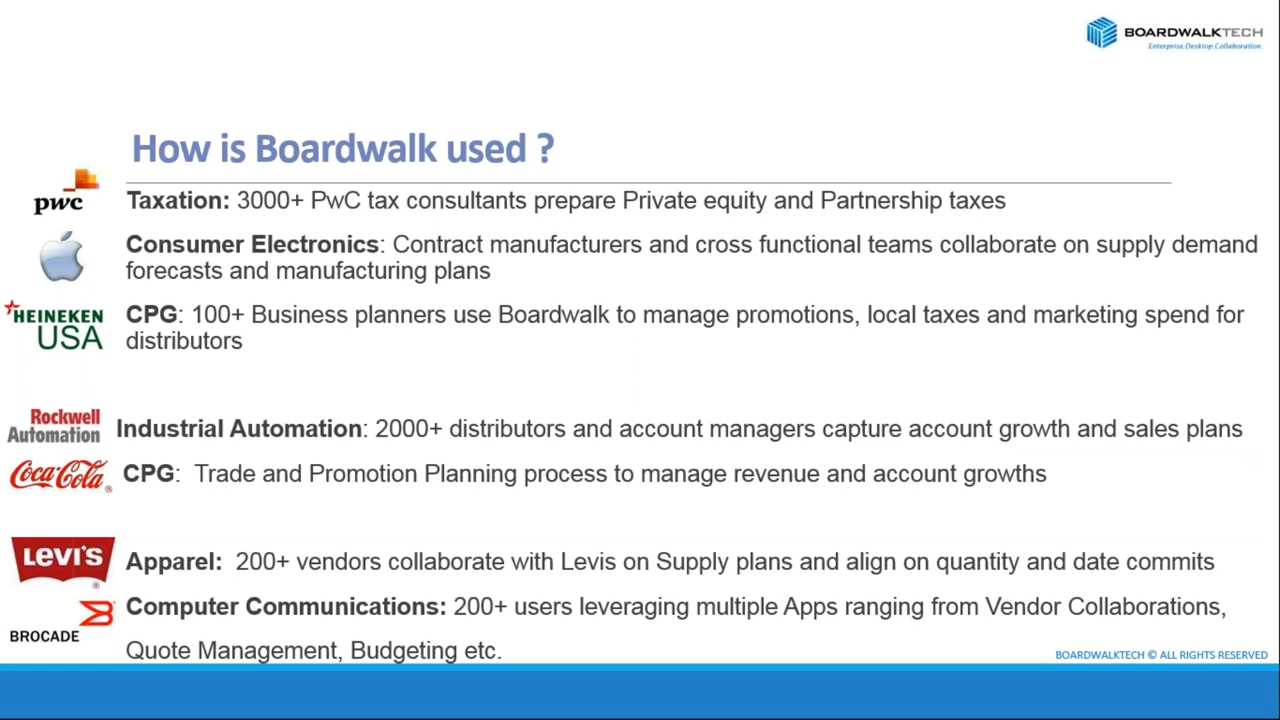 BOARDWALKTECH
Enterprise.Desktop.Collaboration.
How is Boardwalk used ?
pwc
Taxation: 3000+ PwC tax consultants prepare Private equity and Partnership taxes
Consumer Electronics: Contract manufacturers and cross functional teams collaborate on supply demand
forecasts and manufacturing plans
HEINEKEN
USA
CPG: 100+ Business planners use Boardwalk to manage promotions, local taxes and marketing spend for
distributors
Rockwell
Automation
Industrial Automation: 2000+ distributors and account managers capture account growth and sales plans
Coca-Cola®
CPG:  Trade and Promotion Planning process to manage revenue and account growths
LEVI'S
®
Apparel:  200+ vendors collaborate with Levis on Supply plans and align on quantity and date commits
BROCADE
Computer Communications: 200+ users leveraging multiple Apps ranging from Vendor Collaborations,
Quote Management, Budgeting etc.
BOARDWALKTECH © ALL RIGHTS RESERVED